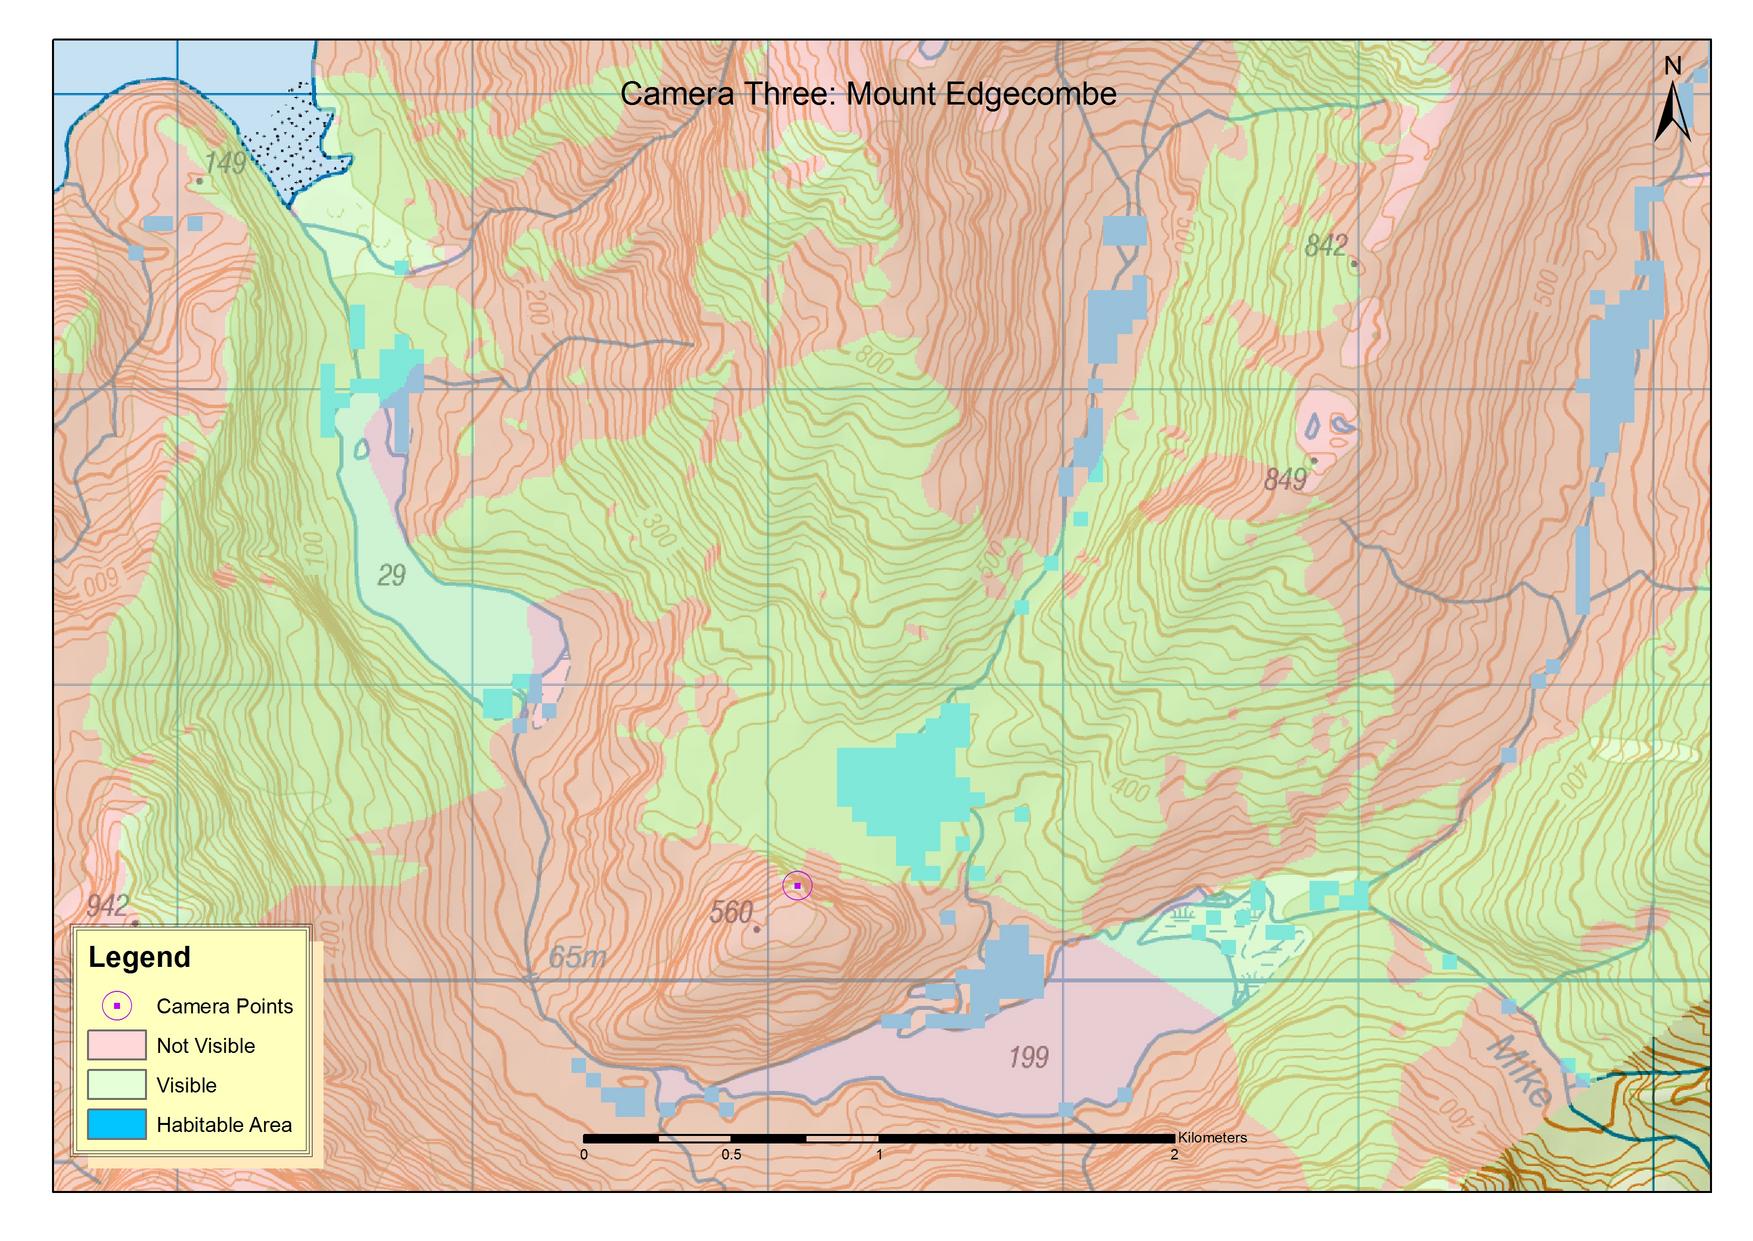 Camera Three: Mount Edgecombe
N
149
842
500
500
200
800
849
300
100
500
600
29
400
400
942
560
65m
199
Mike
400
Legend
Camera Points
Not Visible
Visible
Habitable Area
Kilometers
0 0.5 1 2